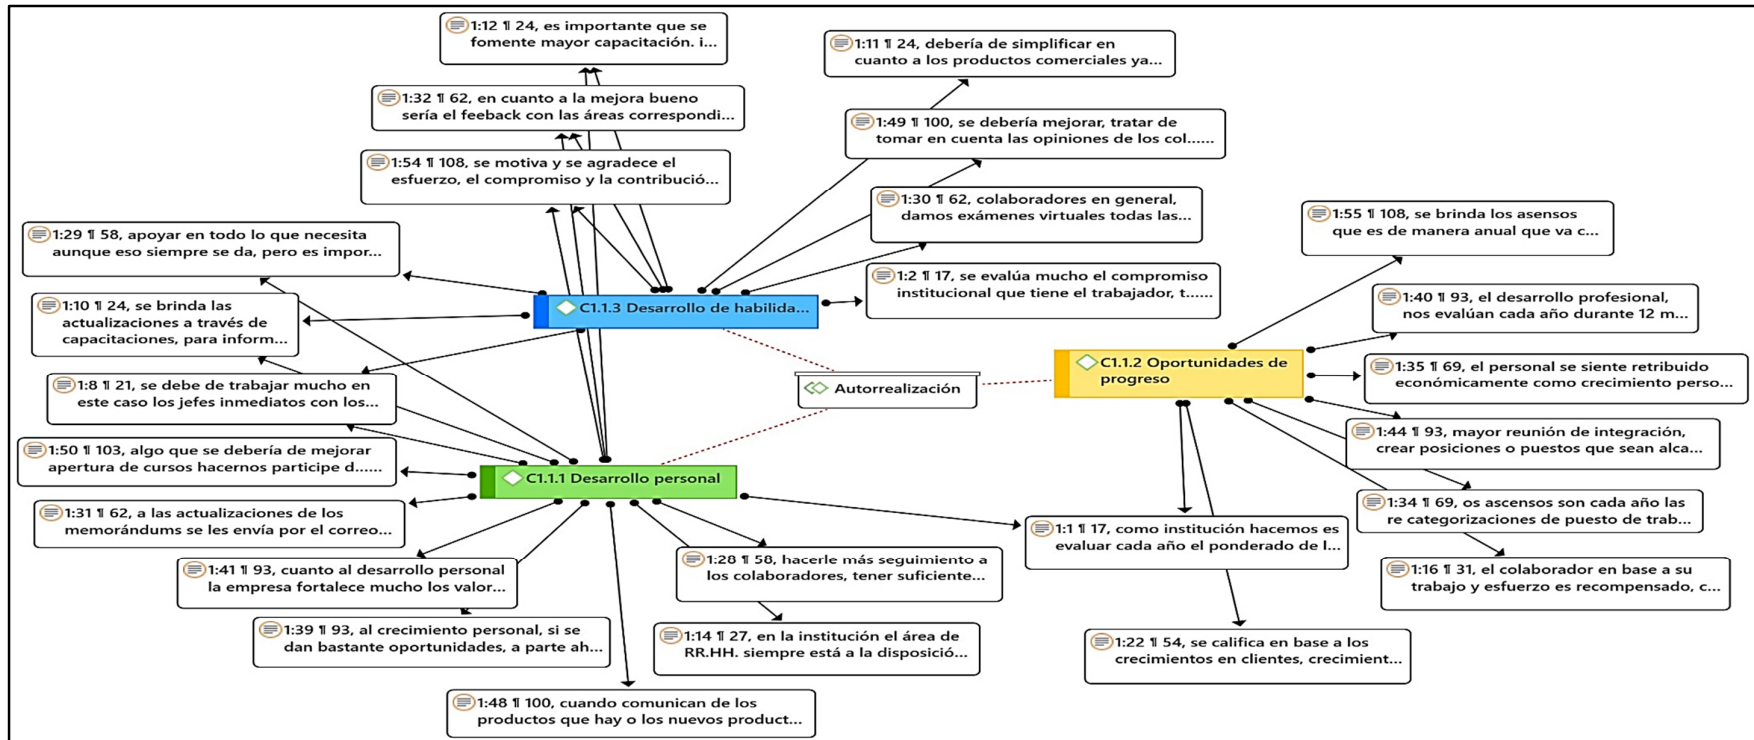 1:12 ¶ 24, es importante que se
fomente mayor capacitación. i...
1:11 ¶ 24, debería de simplificar en
cuanto a los productos comerciales ya...
1:32 ¶ 62, en cuanto a la mejora bueno
sería el feeback con las áreas correspondi...
1:49 ¶ 100, se debería mejorar, tratar de
tomar en cuenta las opiniones de los col......
1:54 ¶ 108, se motiva y se agradece el
esfuerzo, el compromiso y la contribució...
1:30 ¶ 62, colaboradores en general,
damos exámenes virtuales todas las...
1:55 ¶ 108, se brinda los asensos
que es de manera anual que va c...
1:29 ¶ 58, apoyar en todo lo que necesita
aunque eso siempre se da, pero es impor...
1:2 ¶ 17, se evalúa mucho el compromiso
institucional que tiene el trabajador, t......
1:40 ¶ 93, el desarrollo profesional,
nos evalúan cada año durante 12 m...
1:10 ¶ 24, se brinda las
actualizaciones a través de
capacitaciones, para inform...
C1.1.3 Desarrollo de habilida...
C1.1.2 Oportunidades de
progreso
1:35 ¶ 69, el personal se siente retribuido
económicamente como crecimiento perso...
Autorrealización
1:8 ¶ 21, se debe de trabajar mucho en
este caso los jefes inmediatos con los...
1:44 ¶ 93, mayor reunión de integración,
crear posiciones o puestos que sean alca...
1:50 ¶ 103, algo que se debería de mejorar
apertura de cursos hacernos participe d......
C1.1.1 Desarrollo personal
1:34 ¶ 69, os ascensos son cada año las
re categorizaciones de puesto de trab...
1:31 ¶ 62, a las actualizaciones de los
memorándums se les envía por el correo...
1:1 ¶ 17, como institución hacemos es
evaluar cada año el ponderado de l...
1:41 ¶ 93, cuanto al desarrollo personal
la empresa fortalece mucho los valor...
1:28 ¶ 58, hacerle más seguimiento a
los colaboradores, tener suficiente...
1:16 ¶ 31, el colaborador en base a su
trabajo y esfuerzo es recompensado, c...
1:39 ¶ 93, al crecimiento personal, si se
dan bastante oportunidades, a parte ah...
1:14 ¶ 27, en la institución el área de
RR.HH. siempre está a la disposició...
1:22 ¶ 54, se califica en base a los
crecimientos en clientes, crecimient...
1:48 ¶ 100, cuando comunican de los
productos que hay o los nuevos product...